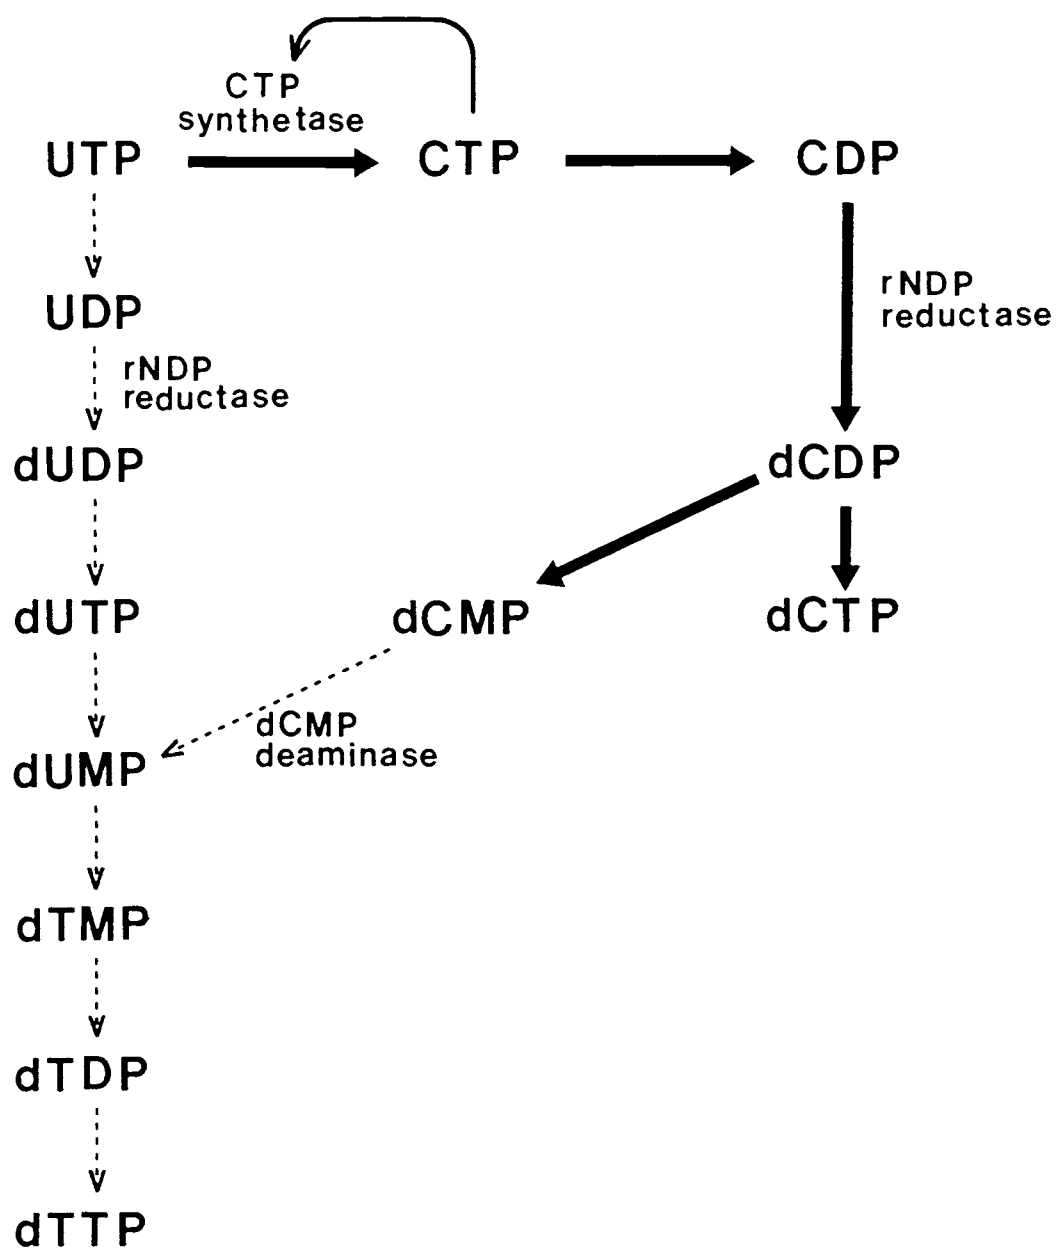 CTP
synthetase
UTP
CTP
CDP
rNDP
reductase
UDP
rNDP
reductase
dUDP
dCDP
dUTP
dCMP
dCTP
dCMP
deaminase
dUMP
dTMP
dTDP
dTTP